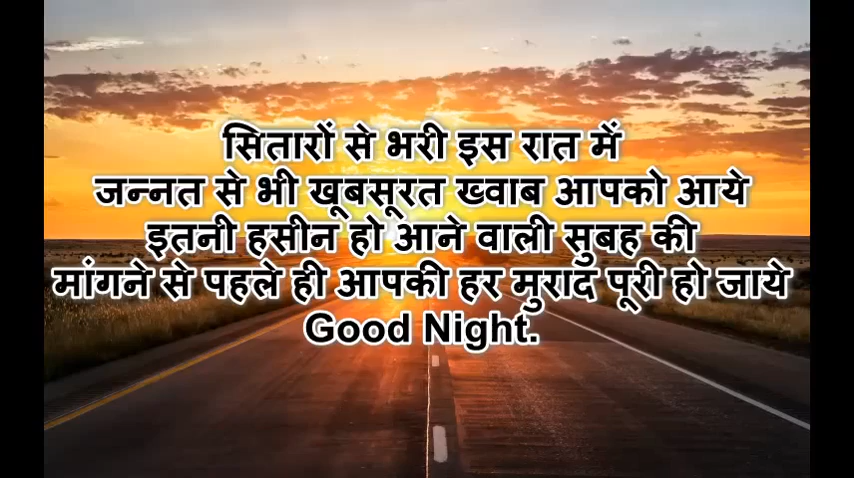 सितारों से भरी इस रात में
जन्नत से भी खूबसूरत ख्वाब आपको आये
इतनी हसीन हो आने वाली सुबह की
मांगने से पहले ही आपकी हर मुराद पूरी हो जाये
Good Night.